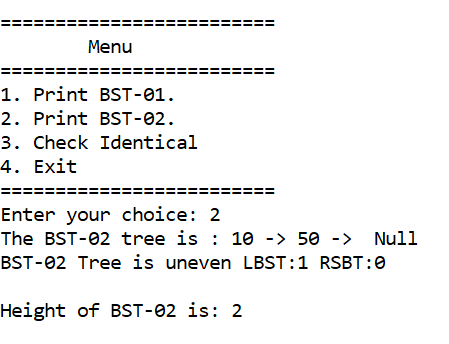 =========================
        Menu
=========================
1. Print BST-01.
2. Print BST-02.
3. Check Identical
4. Exit
=========================
Enter your choice: 2
The BST-02 tree is : 10 -> 50 ->  Null
BST-02 Tree is uneven LBST:1 RSBT:0
Height of BST-02 is: 2